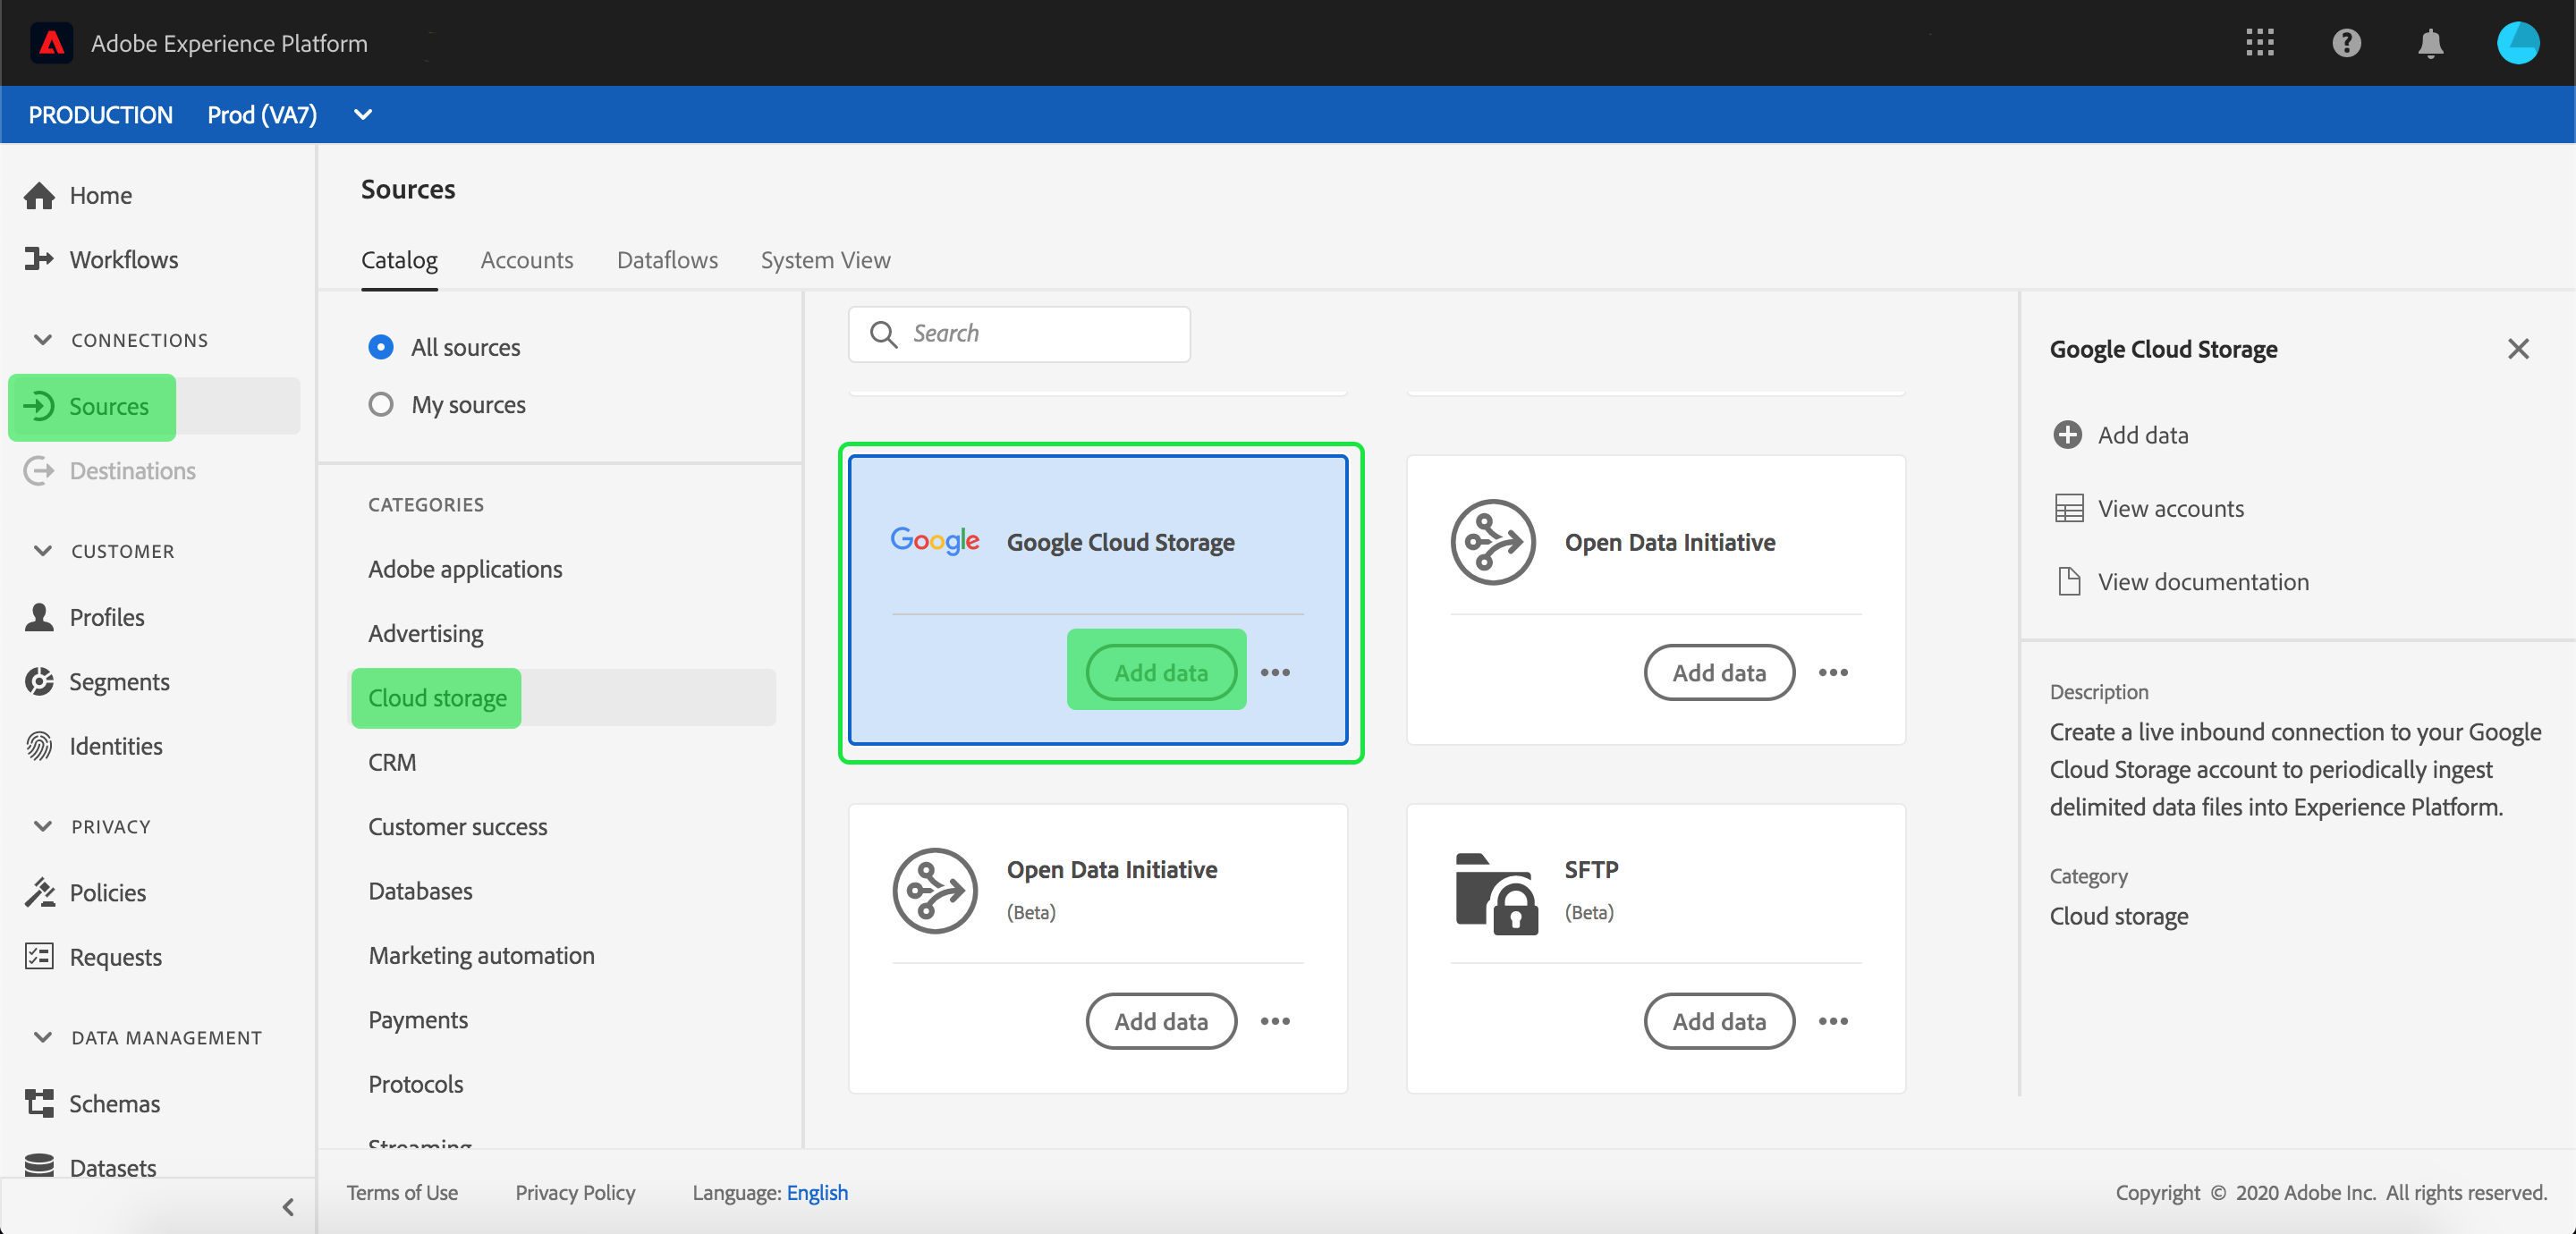 Adobe Experience Platform
PRODUCTION Prod (VA7)
Home
Workflows
CONNECTIONS
Sources
Destinations
CUSTOMER
Profiles
Segments
Identities
PRIVACY
Policies
Requests
DATA MANAGEMENT
Schemas
Datasets
Sources
Catalog Accounts Dataflows System View
All sources
My sources
CATEGORIES
Adobe applications
Advertising
Cloud storage
CRM
Customer success
Databases
Marketing automation
Payments
Protocols
Streaming
Search
Google Google Cloud Storage
Add data
Open Data Initiative
Add data
Open Data Initiative
(Beta)
Add data
SFTP
(Beta)
Add data
Google Cloud Storage
Add data
View accounts
View documentation
Description
Create a live inbound connection to your Google
Cloud Storage account to periodically ingest
delimited data files into Experience Platform.
Category
Cloud storage
Terms of Use Privacy Policy Language: English
Copyright © 2020 Adobe Inc. All rights reserved.